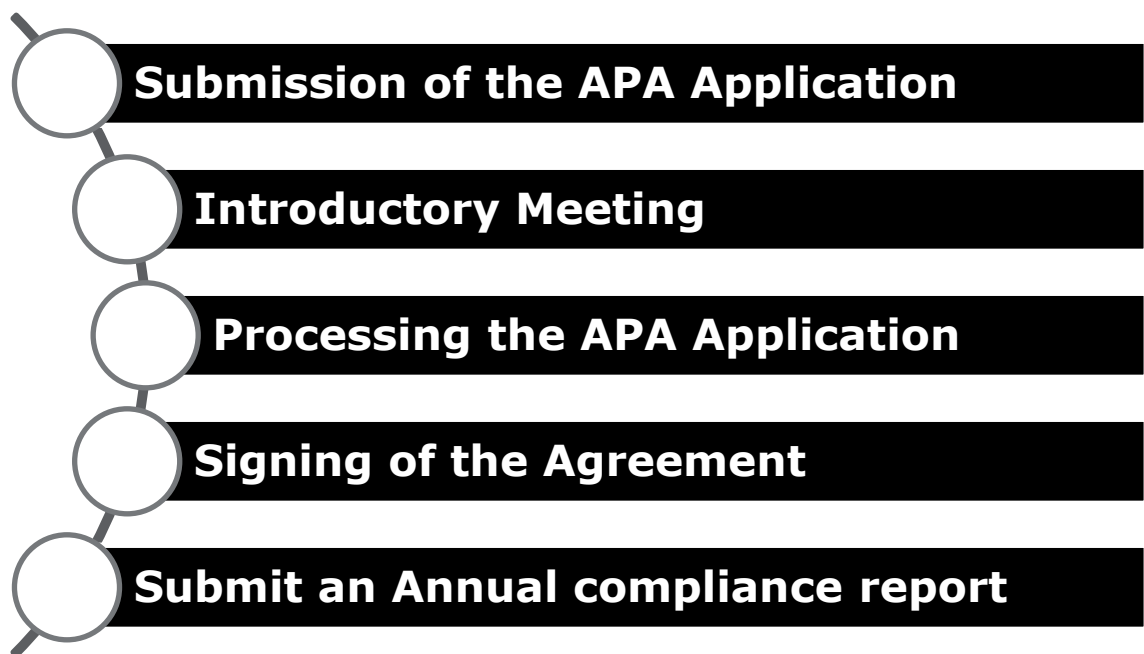 Submission of the APA Application
Introductory Meeting
Processing the APA Application
Signing of the Agreement
Submit an Annual compliance report